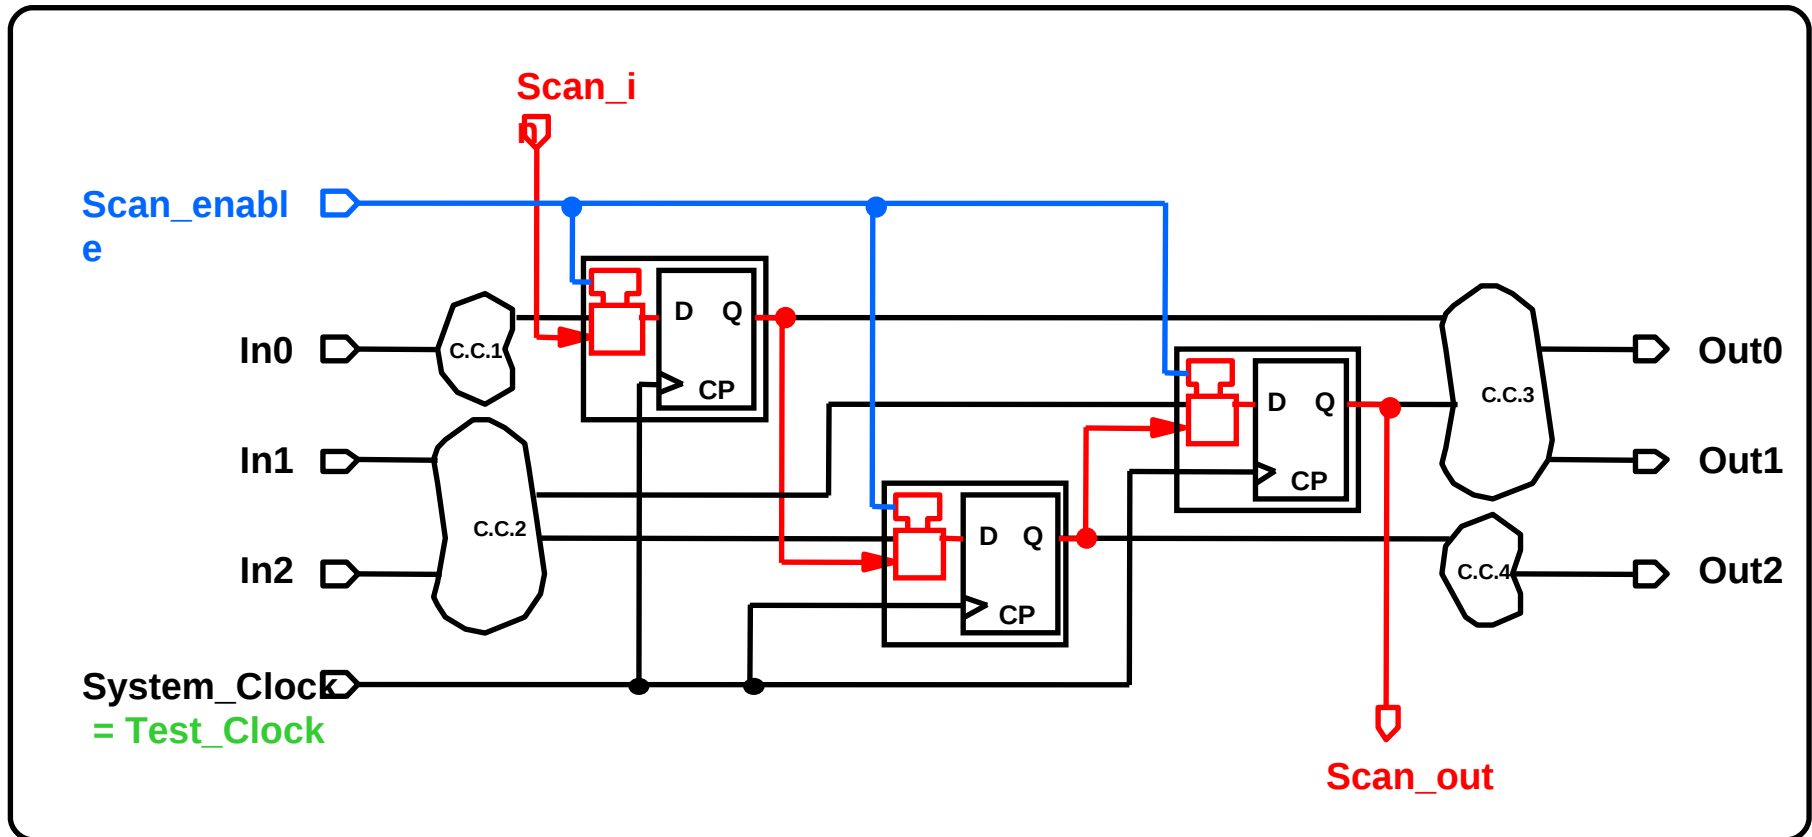 Scan_i
n
Scan_enabl
e
D Q
CP
In0
C.C.1
Out0
D Q
CP
C.C.3
In1
Out1
C.C.2
D Q
CP
In2
C.C.4
Out2
System_Clock
= Test_Clock
Scan_out